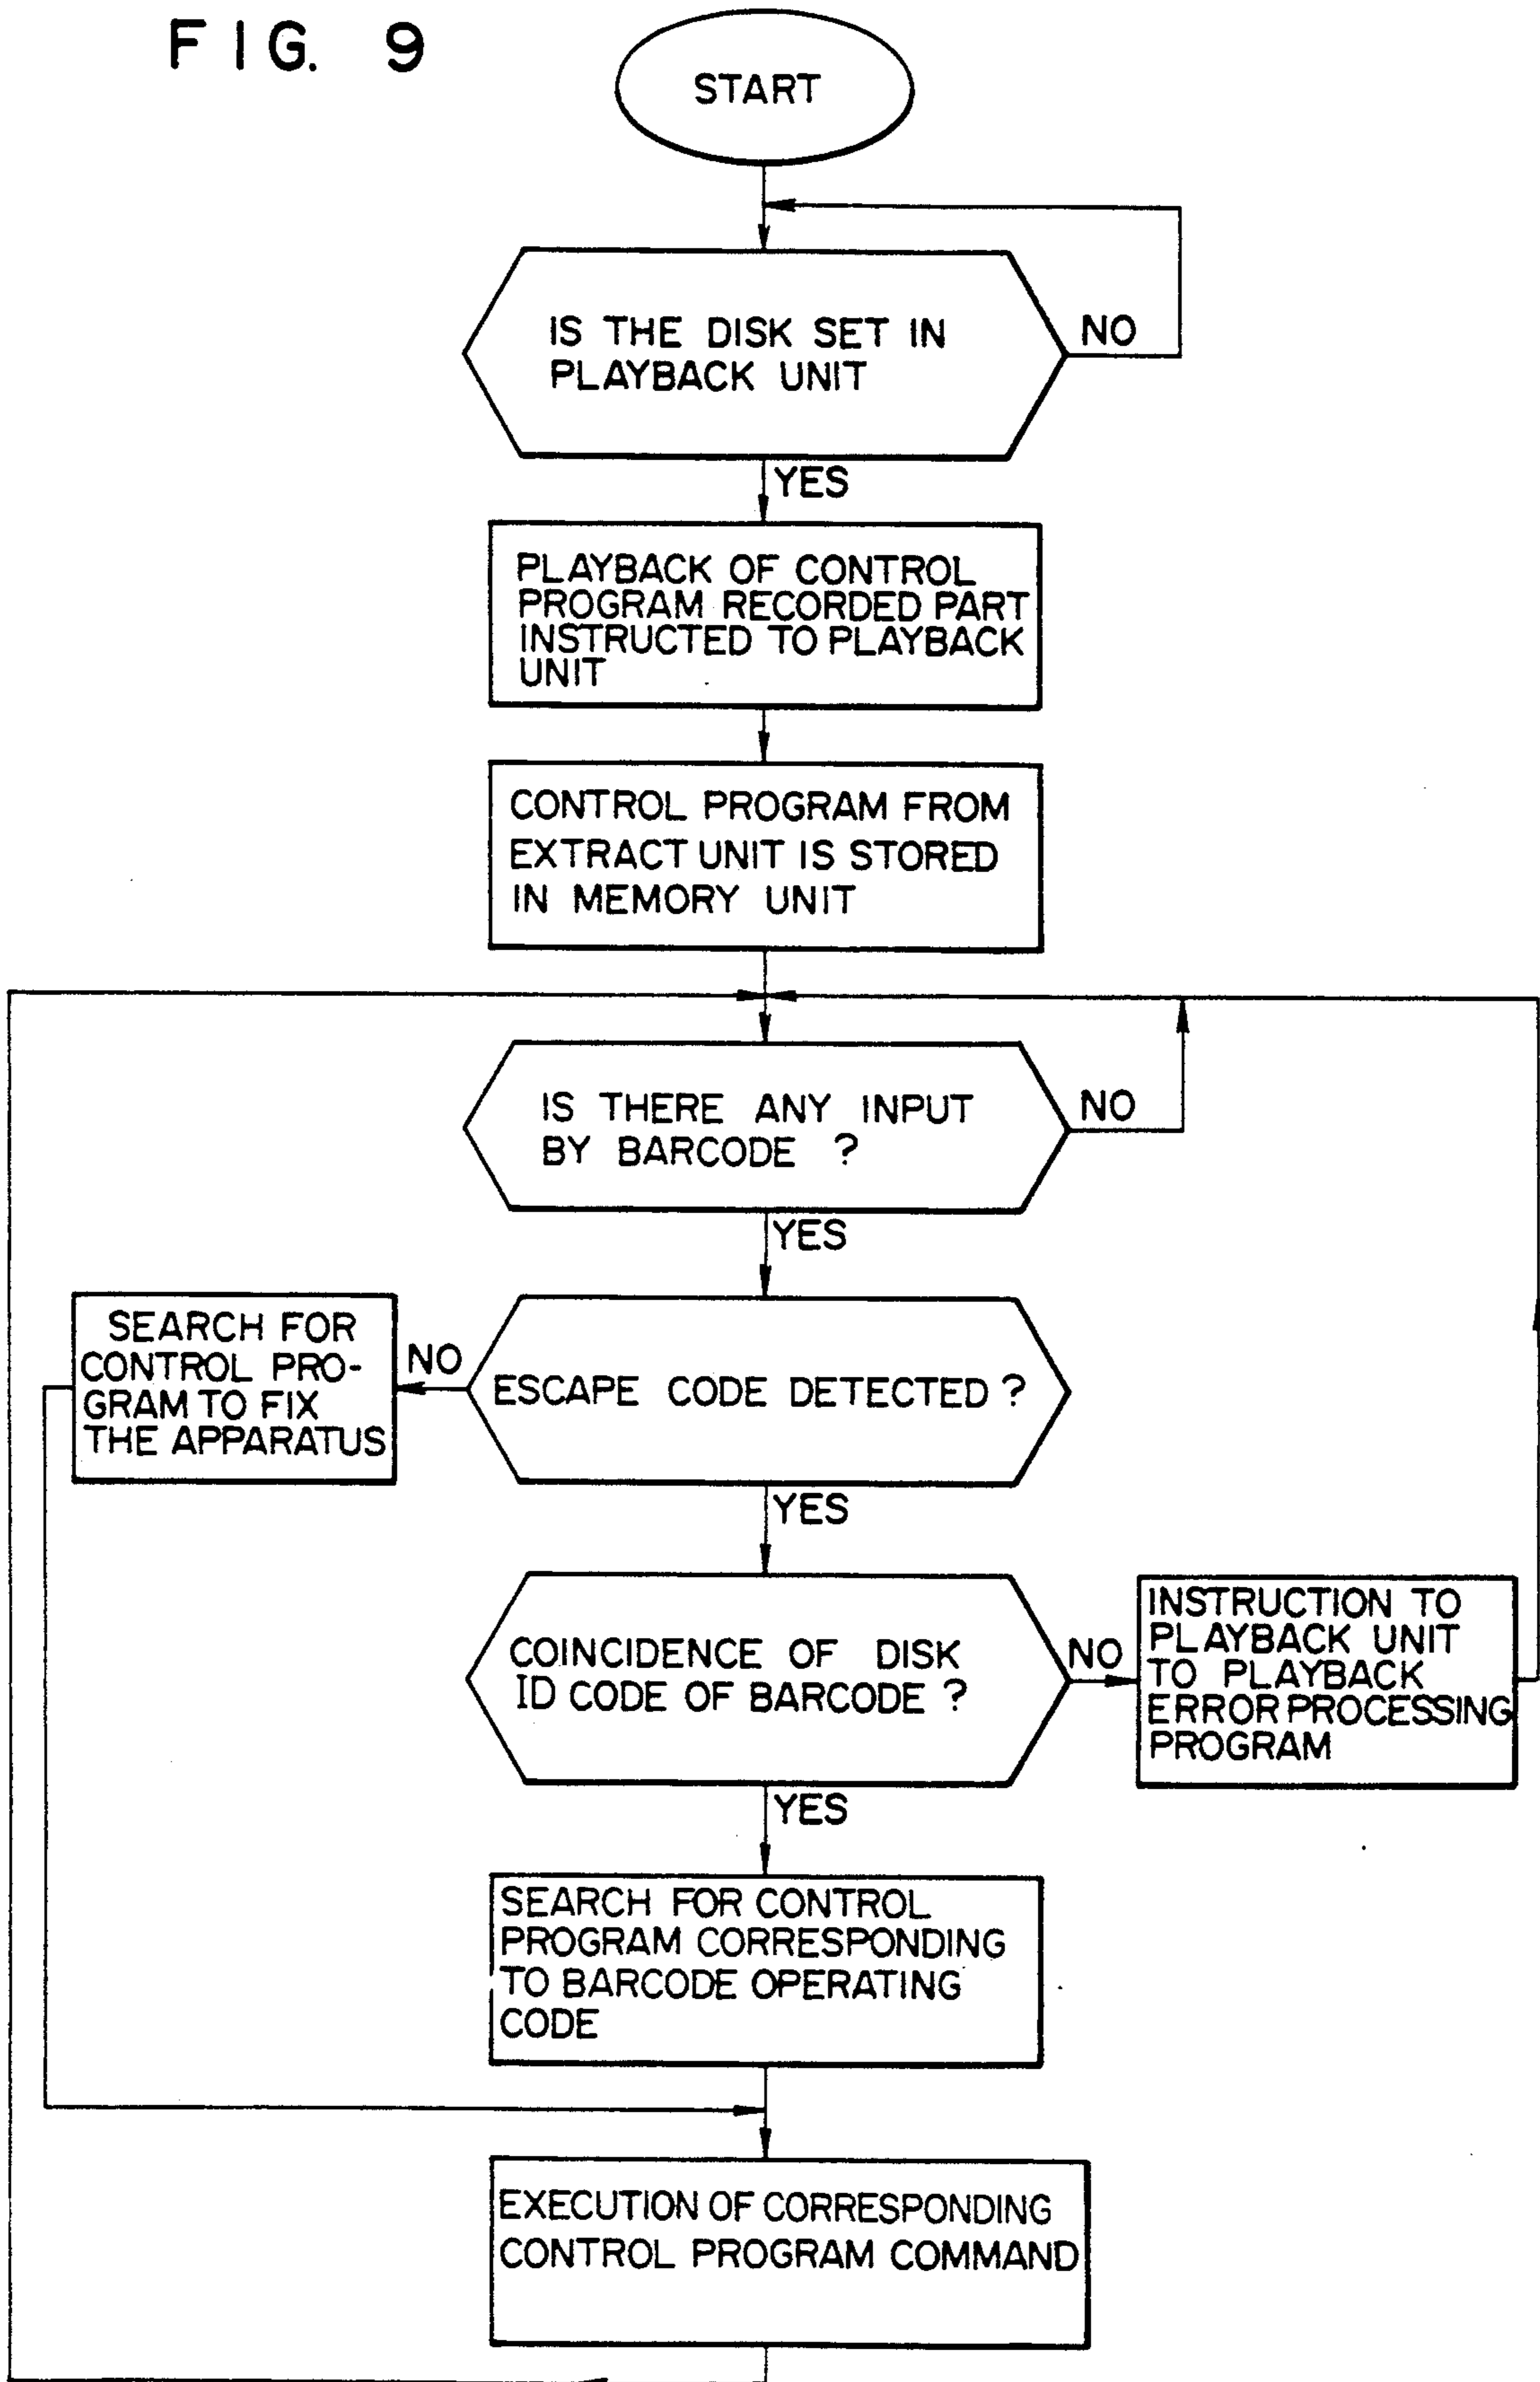 FIG. 9
START
IS THE DISK SET IN
PLAYBACK UNIT
NO
YES
PLAYBACK OF CONTROL
PROGRAM RECORDED PART
INSTRUCTED TO PLAYBACK
UNIT
CONTROL PROGRAM FROM
EXTRACT UNIT IS STORED
IN MEMORY UNIT
IS THERE ANY INPUT
BY BARCODE ?
NO
YES
SEARCH FOR
CONTROL PRO-
GRAM TO FIX
THE APPARATUS
NO
ESCAPE CODE DETECTED ?
YES
COINCIDENCE OF DISK
ID CODE OF BARCODE ?
NO
INSTRUCTION TO
PLAYBACK UNIT
TO PLAYBACK
ERROR PROCESSING
PROGRAM
YES
SEARCH FOR CONTROL
PROGRAM CORRESPONDING
TO BARCODE OPERATING
CODE
EXECUTION OF CORRESPONDING
CONTROL PROGRAM COMMAND